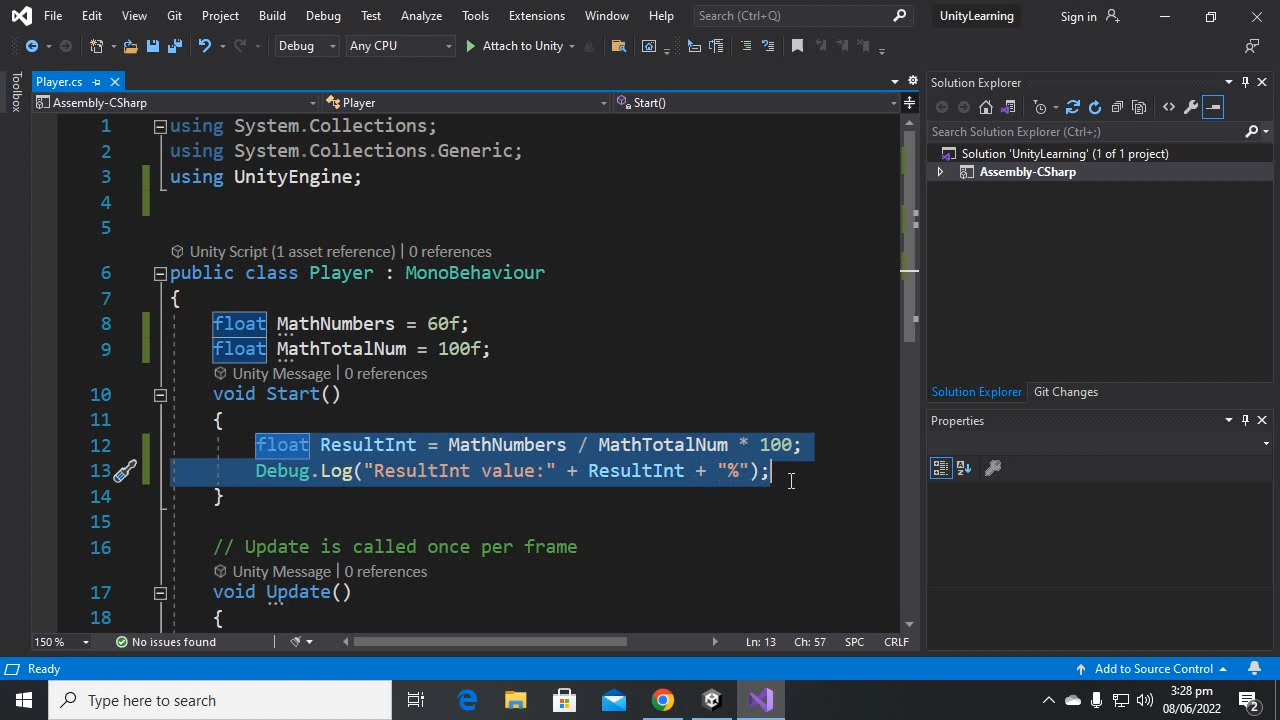 File Edit View Git Project Build Debug Test Analyze Tools Extensions Window Help Search (Ctrl+Q) UnityLearning Sign in
Debug Any CPU Attach to Unity
Toolbox
Player.cs
Assembly-CSharp Player Start()
1 using System.Collections;
2 using System.Collections.Generic;
3 using UnityEngine;
4
5
Unity Script (1 asset reference) | 0 references
6 public class Player : MonoBehaviour
7 {
8 float MathNumbers = 60f;
9 float MathTotalNum = 100f;
Unity Message | 0 references
10 void Start()
11 {
12 float ResultInt = MathNumbers / MathTotalNum * 100;
13 Debug.Log("ResultInt value:" + ResultInt + "%");
14 }
15
16 // Update is called once per frame
Unity Message | 0 references
17 void Update()
18 {
150 % No issues found Ln: 13 Ch: 57 SPC CRLF
Solution Explorer
Search Solution Explorer (Ctrl+;)
Solution 'UnityLearning' (1 of 1 project)
Assembly-CSharp
Solution Explorer Git Changes
Properties
Ready Add to Source Control
Type here to search
3:28 pm
08/06/2022
2